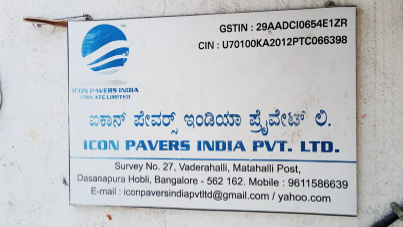 GSTIN : 29AADCI0654E1ZR
CIN : U70100KA2012PTC066398
TM
ICON PAVERS INDIA
PRIVATE LIMITED
ಐಕಾನ್ ಪೇವರ್ಸ್ ಇಂಡಿಯಾ ಪ್ರೈವೇಟ್ ಲಿ.
ICON PAVERS INDIA PVT. LTD.
Survey No. 27, Vaderahalli, Matahalli Post,
Dasanapura Hobli, Bangalore - 562 162. Mobile : 9611586639
E-mail : iconpaversindiapvtltd@gmail.com / yahoo.com